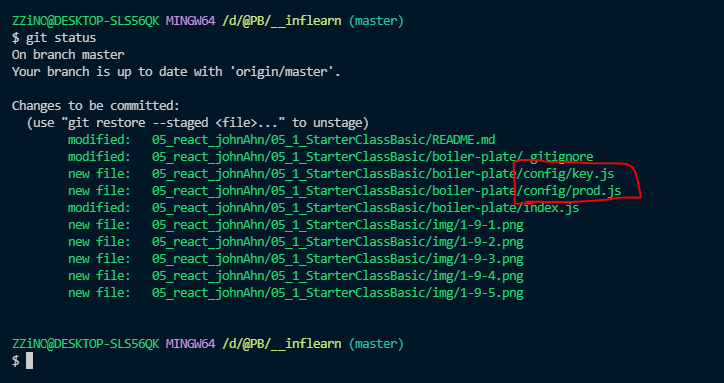 ZZiNO@DESKTOP-SLS56QK MINGW64 /d/@PB/__inflearn (master)
$ git status
On branch master
Your branch is up to date with 'origin/master'.
Changes to be committed:
(use "git restore --staged <file>..." to unstage)
modified: 05_react_johnAhn/05_1_StarterClassBasic/README.md
modified: 05_react_johnAhn/05_1_StarterClassBasic/boiler-plate/.gitignore
new file: 05_react_johnAhn/05_1_StarterClassBasic/boiler-plate/config/key.js
new file: 05_react_johnAhn/05_1_StarterClassBasic/boiler-plate/config/prod.js
modified: 05_react_johnAhn/05_1_StarterClassBasic/boiler-plate/index.js
new file: 05_react_johnAhn/05_1_StarterClassBasic/img/1-9-1.png
new file: 05_react_johnAhn/05_1_StarterClassBasic/img/1-9-2.png
new file: 05_react_johnAhn/05_1_StarterClassBasic/img/1-9-3.png
new file: 05_react_johnAhn/05_1_StarterClassBasic/img/1-9-4.png
new file: 05_react_johnAhn/05_1_StarterClassBasic/img/1-9-5.png
ZZiNO@DESKTOP-SLS56QK MINGW64 /d/@PB/__inflearn (master)
$